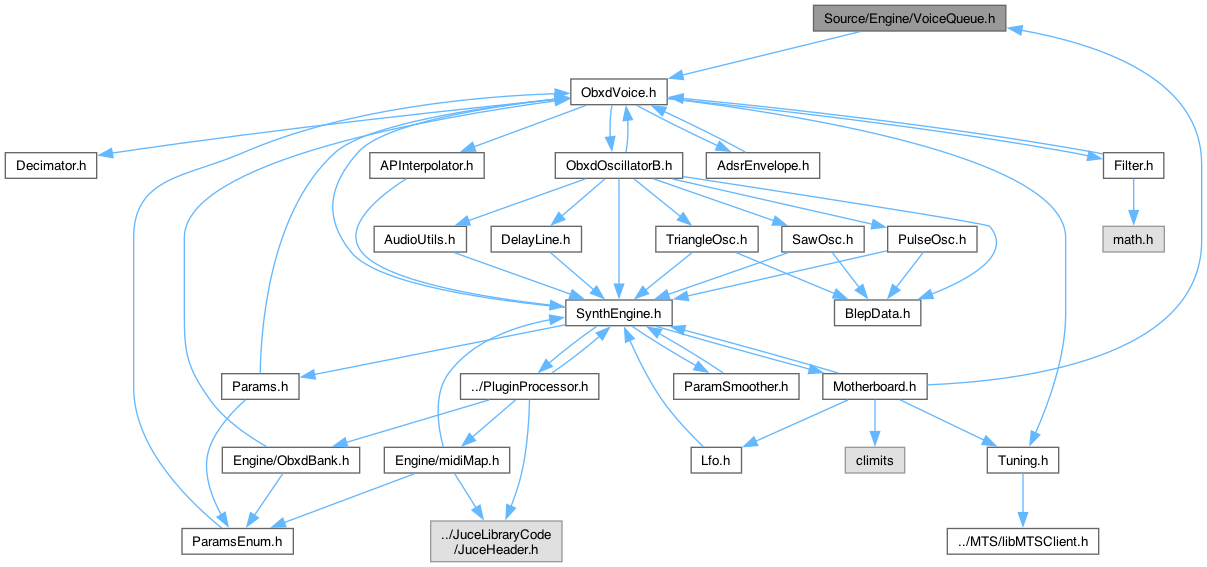 Source/Engine/VoiceQueue.h
ObxdVoice.h
Decimator.h
APInterpolator.h
ObxdOscillatorB.h
AdsrEnvelope.h
Filter.h
AudioUtils.h
DelayLine.h
TriangleOsc.h
SawOsc.h
PulseOsc.h
math.h
SynthEngine.h
BlepData.h
Params.h
../PluginProcessor.h
ParamSmoother.h
Motherboard.h
Engine/ObxdBank.h
Engine/midiMap.h
Lfo.h
climits
Tuning.h
ParamsEnum.h
../JuceLibraryCode
/JuceHeader.h
../MTS/libMTSClient.h